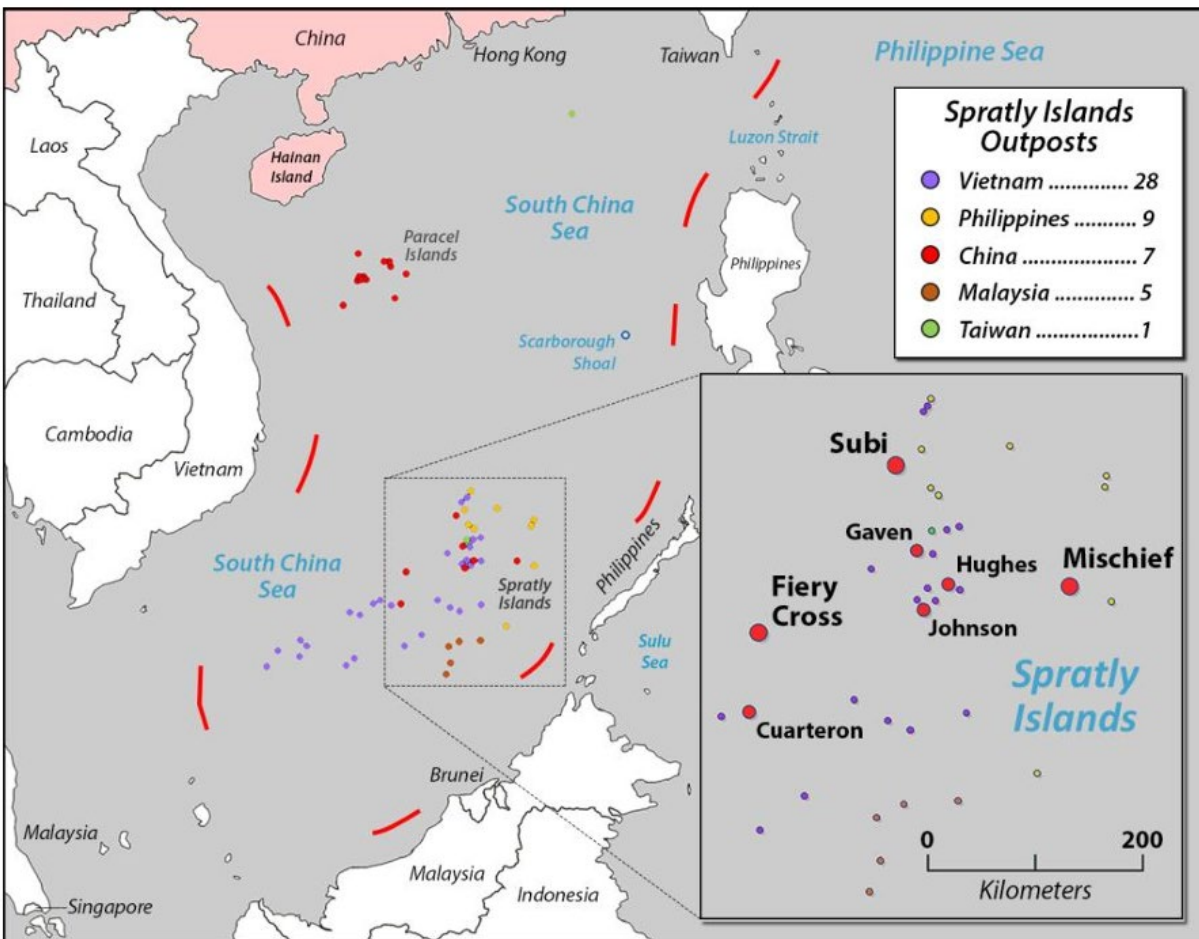 China
Hong Kong
Taiwan
Philippine Sea
Laos
Hainan
Island
Luzon Strait
Spratly Islands
Outposts
Vietnam .............. 28
Philippines ........... 9
China .................... 7
Malaysia ............... 5
Taiwan ...................1
South China
Sea
Paracel
Islands
Philippines
Thailand
Scarborough
Shoal
Cambodia
Vietnam
South China
Sea
Spratly
Islands
Philippines
Sulu
Sea
Brunei
Malaysia
Malaysia
Indonesia
Singapore
Subi
Gaven
Hughes
Mischief
Fiery
Cross
Johnson
Spratly
Islands
Cuarteron
0 200
Kilometers